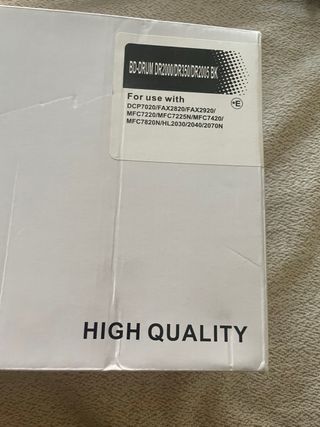 BD-DRUM DR2000/DR350/DR2005 BK
For use with
+E
DCP7020/FAX2820/FAX2920/
MFC7220/MFC7225N/MFC7420/
MFC7820N/HL2030/2040/2070N
HIGH QUALITY